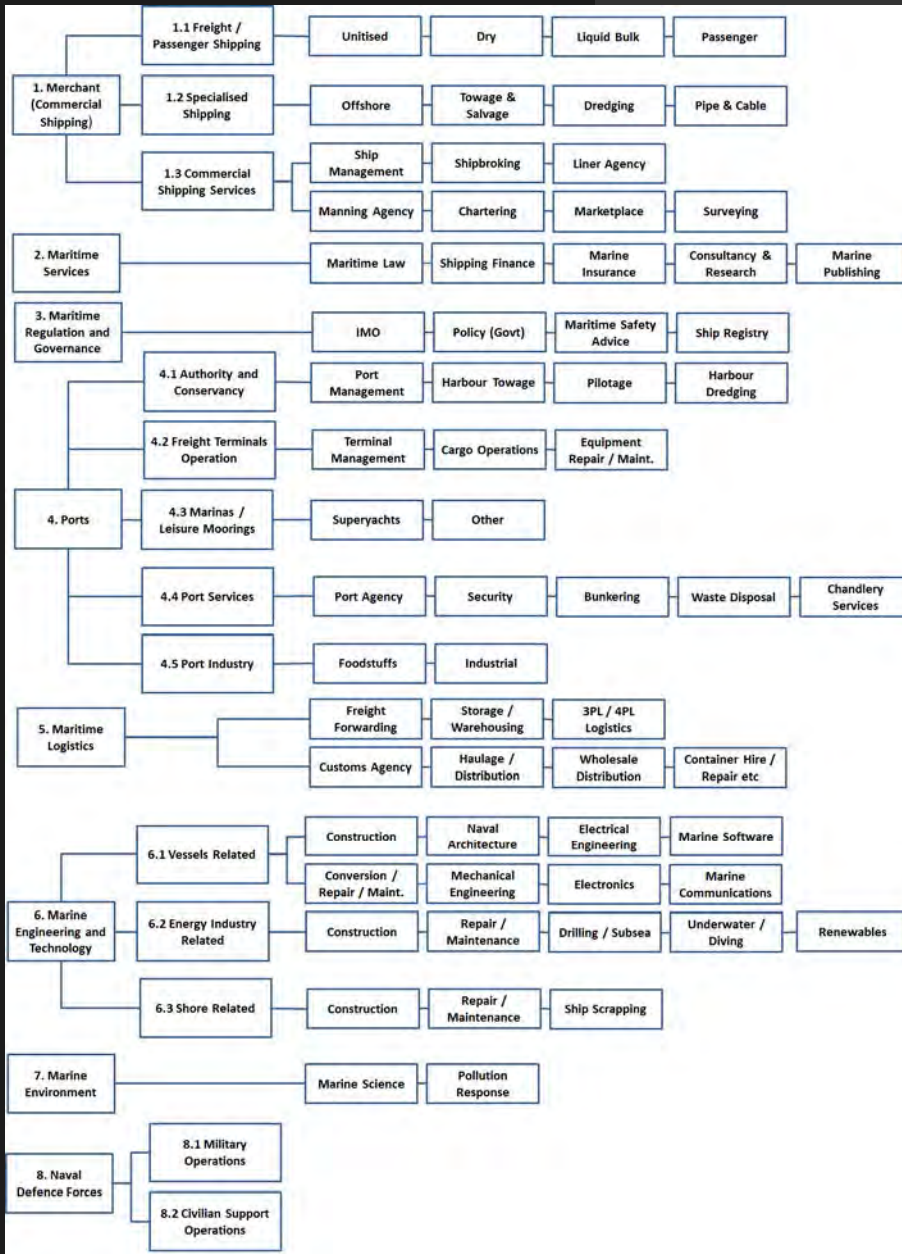 1.1 Freight /
Passenger Shipping
Unitised
Dry
Liquid Bulk
Passenger
1. Merchant
(Commercial
Shipping)
1.2 Specialised
Shipping
Offshore
Towage &
Salvage
Dredging
Pipe & Cable
1.3 Commercial
Shipping Services
Ship
Management
Shipbroking
Liner Agency
Manning Agency
Chartering
Marketplace
Surveying
2. Maritime
Services
Maritime Law
Shipping Finance
Marine
Insurance
Consultancy &
Research
Marine
Publishing
3. Maritime
Regulation and
Governance
IMO
Policy (Govt)
Maritime Safety
Advice
Ship Registry
4.1 Authority and
Conservancy
Port
Management
Harbour Towage
Pilotage
Harbour
Dredging
4.2 Freight Terminals
Operation
Terminal
Management
Cargo Operations
Equipment
Repair / Maint.
4. Ports
4.3 Marinas /
Leisure Moorings
Superyachts
Other
4.4 Port Services
Port Agency
Security
Bunkering
Waste Disposal
Chandlery
Services
4.5 Port Industry
Foodstuffs
Industrial
5. Maritime
Logistics
Freight
Forwarding
Storage /
Warehousing
3PL / 4PL
Logistics
Customs Agency
Haulage /
Distribution
Wholesale
Distribution
Container Hire /
Repair etc
6.1 Vessels Related
Construction
Naval
Architecture
Electrical
Engineering
Marine Software
Conversion /
Repair / Maint.
Mechanical
Engineering
Electronics
Marine
Communications
6. Marine
Engineering and
Technology
6.2 Energy Industry
Related
Construction
Repair /
Maintenance
Drilling / Subsea
Underwater /
Diving
Renewables
6.3 Shore Related
Construction
Repair /
Maintenance
Ship Scrapping
7. Marine
Environment
Marine Science
Pollution
Response
8. Naval
Defence Forces
8.1 Military
Operations
8.2 Civilian Support
Operations